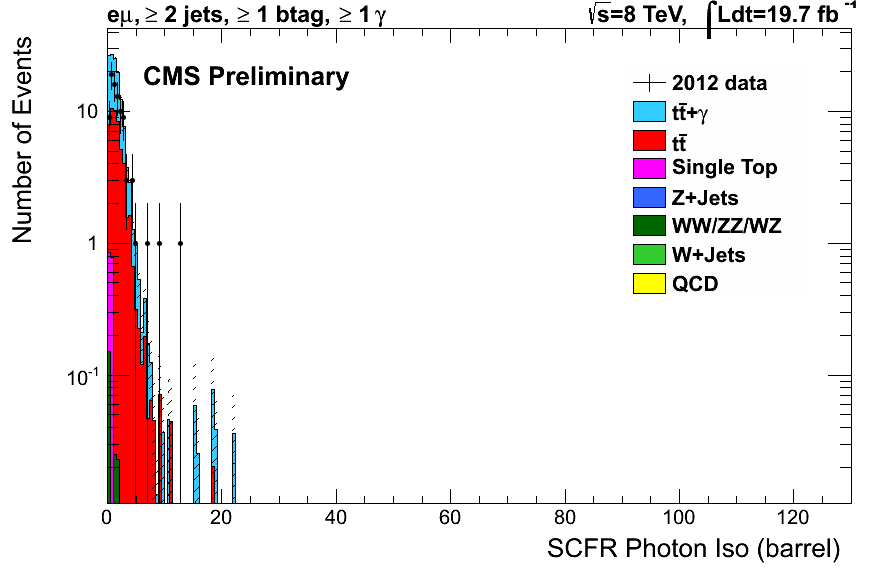 eμ, ≥ 2 jets, ≥ 1 btag, ≥ 1 γ
√s=8 TeV, ∫Ldt=19.7 fb⁻¹
CMS Preliminary
2012 data
tt̄+γ
tt̄
Single Top
Z+Jets
WW/ZZ/WZ
W+Jets
QCD
Number of Events
10
1
10⁻¹
0 20 40 60 80 100 120
SCFR Photon Iso (barrel)